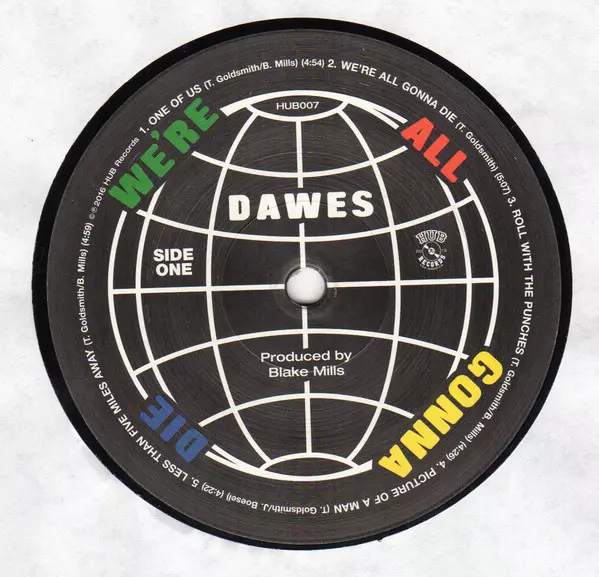 1. ONE OF US (T. Goldsmith/B. Mills) (4:54) 2. WE'RE ALL GONNA DIE (T. Goldsmith) (5:07) 3. ROLL WITH THE PUNCHES (T. Goldsmith/B. Mills) (4:26) 4. PICTURE OF A MAN (T. Goldsmith/J. Boesel) (4:22) 5. LESS THAN FIVE MILES AWAY (T. Goldsmith/B. Mills) (4:59) ©℗2016 HUB Records
WE'RE ALL GONNA DIE
HUB007
DAWES
SIDE
ONE
HUB
RECORDS
Produced by
Blake Mills